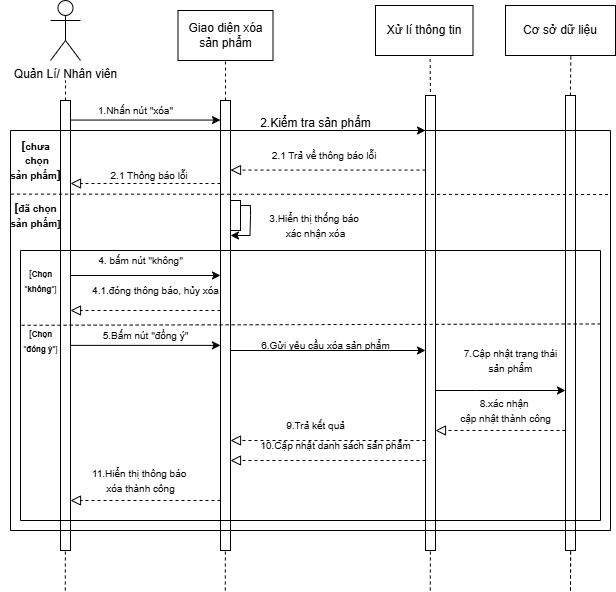 Quản Lí/ Nhân viên
Giao diện xóa
sản phẩm
Xử lí thông tin
Cơ sở dữ liệu
1.Nhấn nút "xóa"
2.Kiểm tra sản phẩm
[chưa
chọn
sản phẩm]
2.1 Trả về thông báo lỗi
2.1 Thông báo lỗi
[đã chọn
sản phẩm]
3.Hiển thị thống báo
xác nhận xóa
4. bấm nút "không"
[Chọn
"không"]
4.1.đóng thông báo, hủy xóa
[Chọn
"đóng ý"]
5.Bấm nút "đồng ý"
6.Gửi yêu cầu xóa sản phẩm
7.Cập nhật trạng thái
sản phẩm
8.xác nhận
cập nhật thành công
9.Trả kết quả
10.Cập nhật danh sách sản phẩm
11.Hiển thị thông báo
xóa thành công